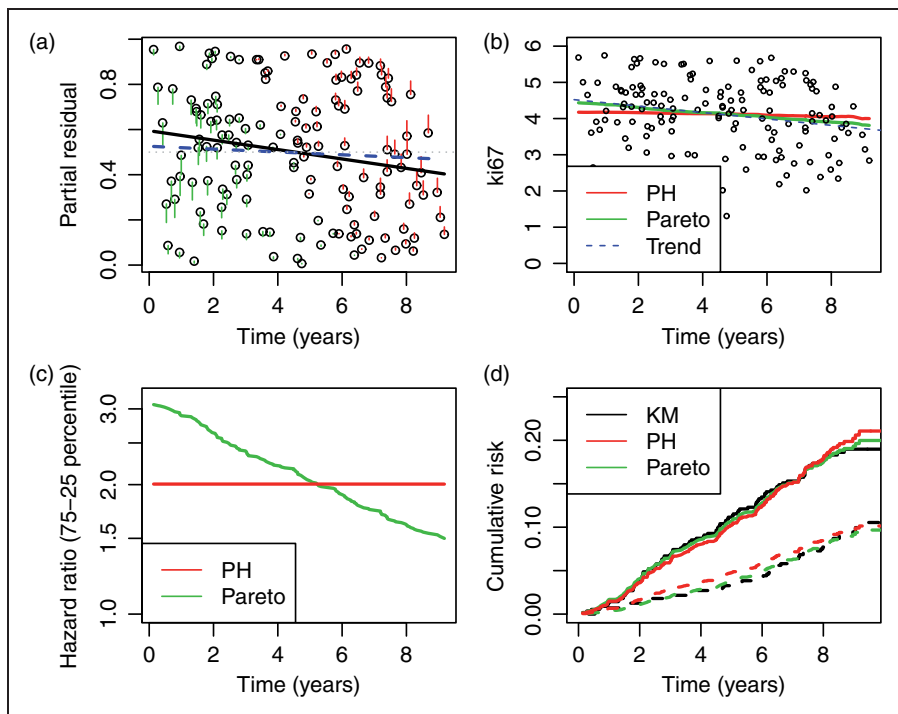 (a)
Partial residual
0.0 0.4 0.8
0 2 4 6 8
Time (years)
(b)
ki67
0 1 2 3 4 5 6
PH
Pareto
Trend
0 2 4 6 8
Time (years)
(c)
Hazard ratio (75–25 percentile)
1.0 1.5 2.0 3.0
PH
Pareto
0 2 4 6 8
Time (years)
(d)
Cumulative risk
0.00 0.10 0.20
KM
PH
Pareto
0 2 4 6 8
Time (years)